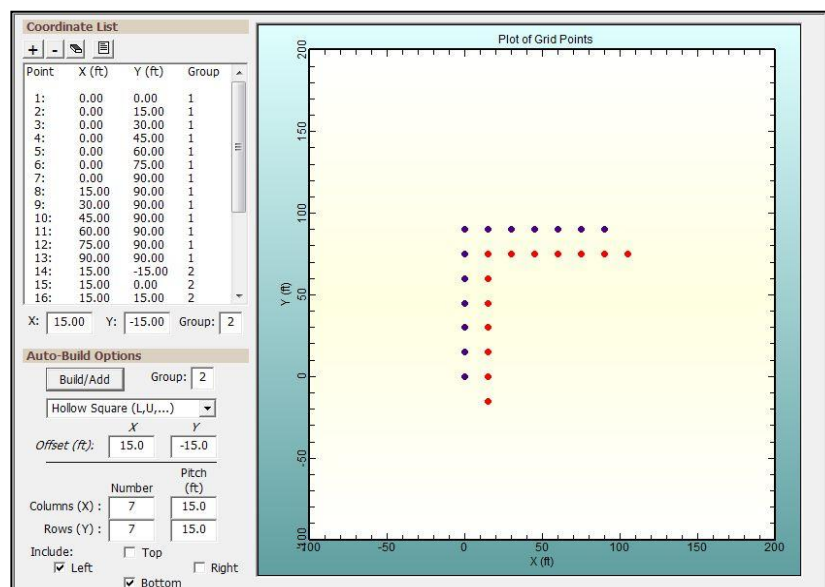 Coordinate List
+ -
Point X (ft) Y (ft) Group
1: 0.00 0.00 1
2: 0.00 15.00 1
3: 0.00 30.00 1
4: 0.00 45.00 1
5: 0.00 60.00 1
6: 0.00 75.00 1
7: 0.00 90.00 1
8: 15.00 90.00 1
9: 30.00 90.00 1
10: 45.00 90.00 1
11: 60.00 90.00 1
12: 75.00 90.00 1
13: 90.00 90.00 1
14: 15.00 -15.00 2
15: 15.00 0.00 2
16: 15.00 15.00 2
X: 15.00 Y: -15.00 Group: 2
Auto-Build Options
Build/Add Group: 2
Hollow Square (L,U,...)
X Y
Offset (ft): 15.0 -15.0
Pitch
Number (ft)
Columns (X) : 7 15.0
Rows (Y) : 7 15.0
Include: Top
Left Right
Bottom
Plot of Grid Points
200
150
100
50
0
-50
-100
Y (ft)
-100 -50 0 50 100 150 200
X (ft)